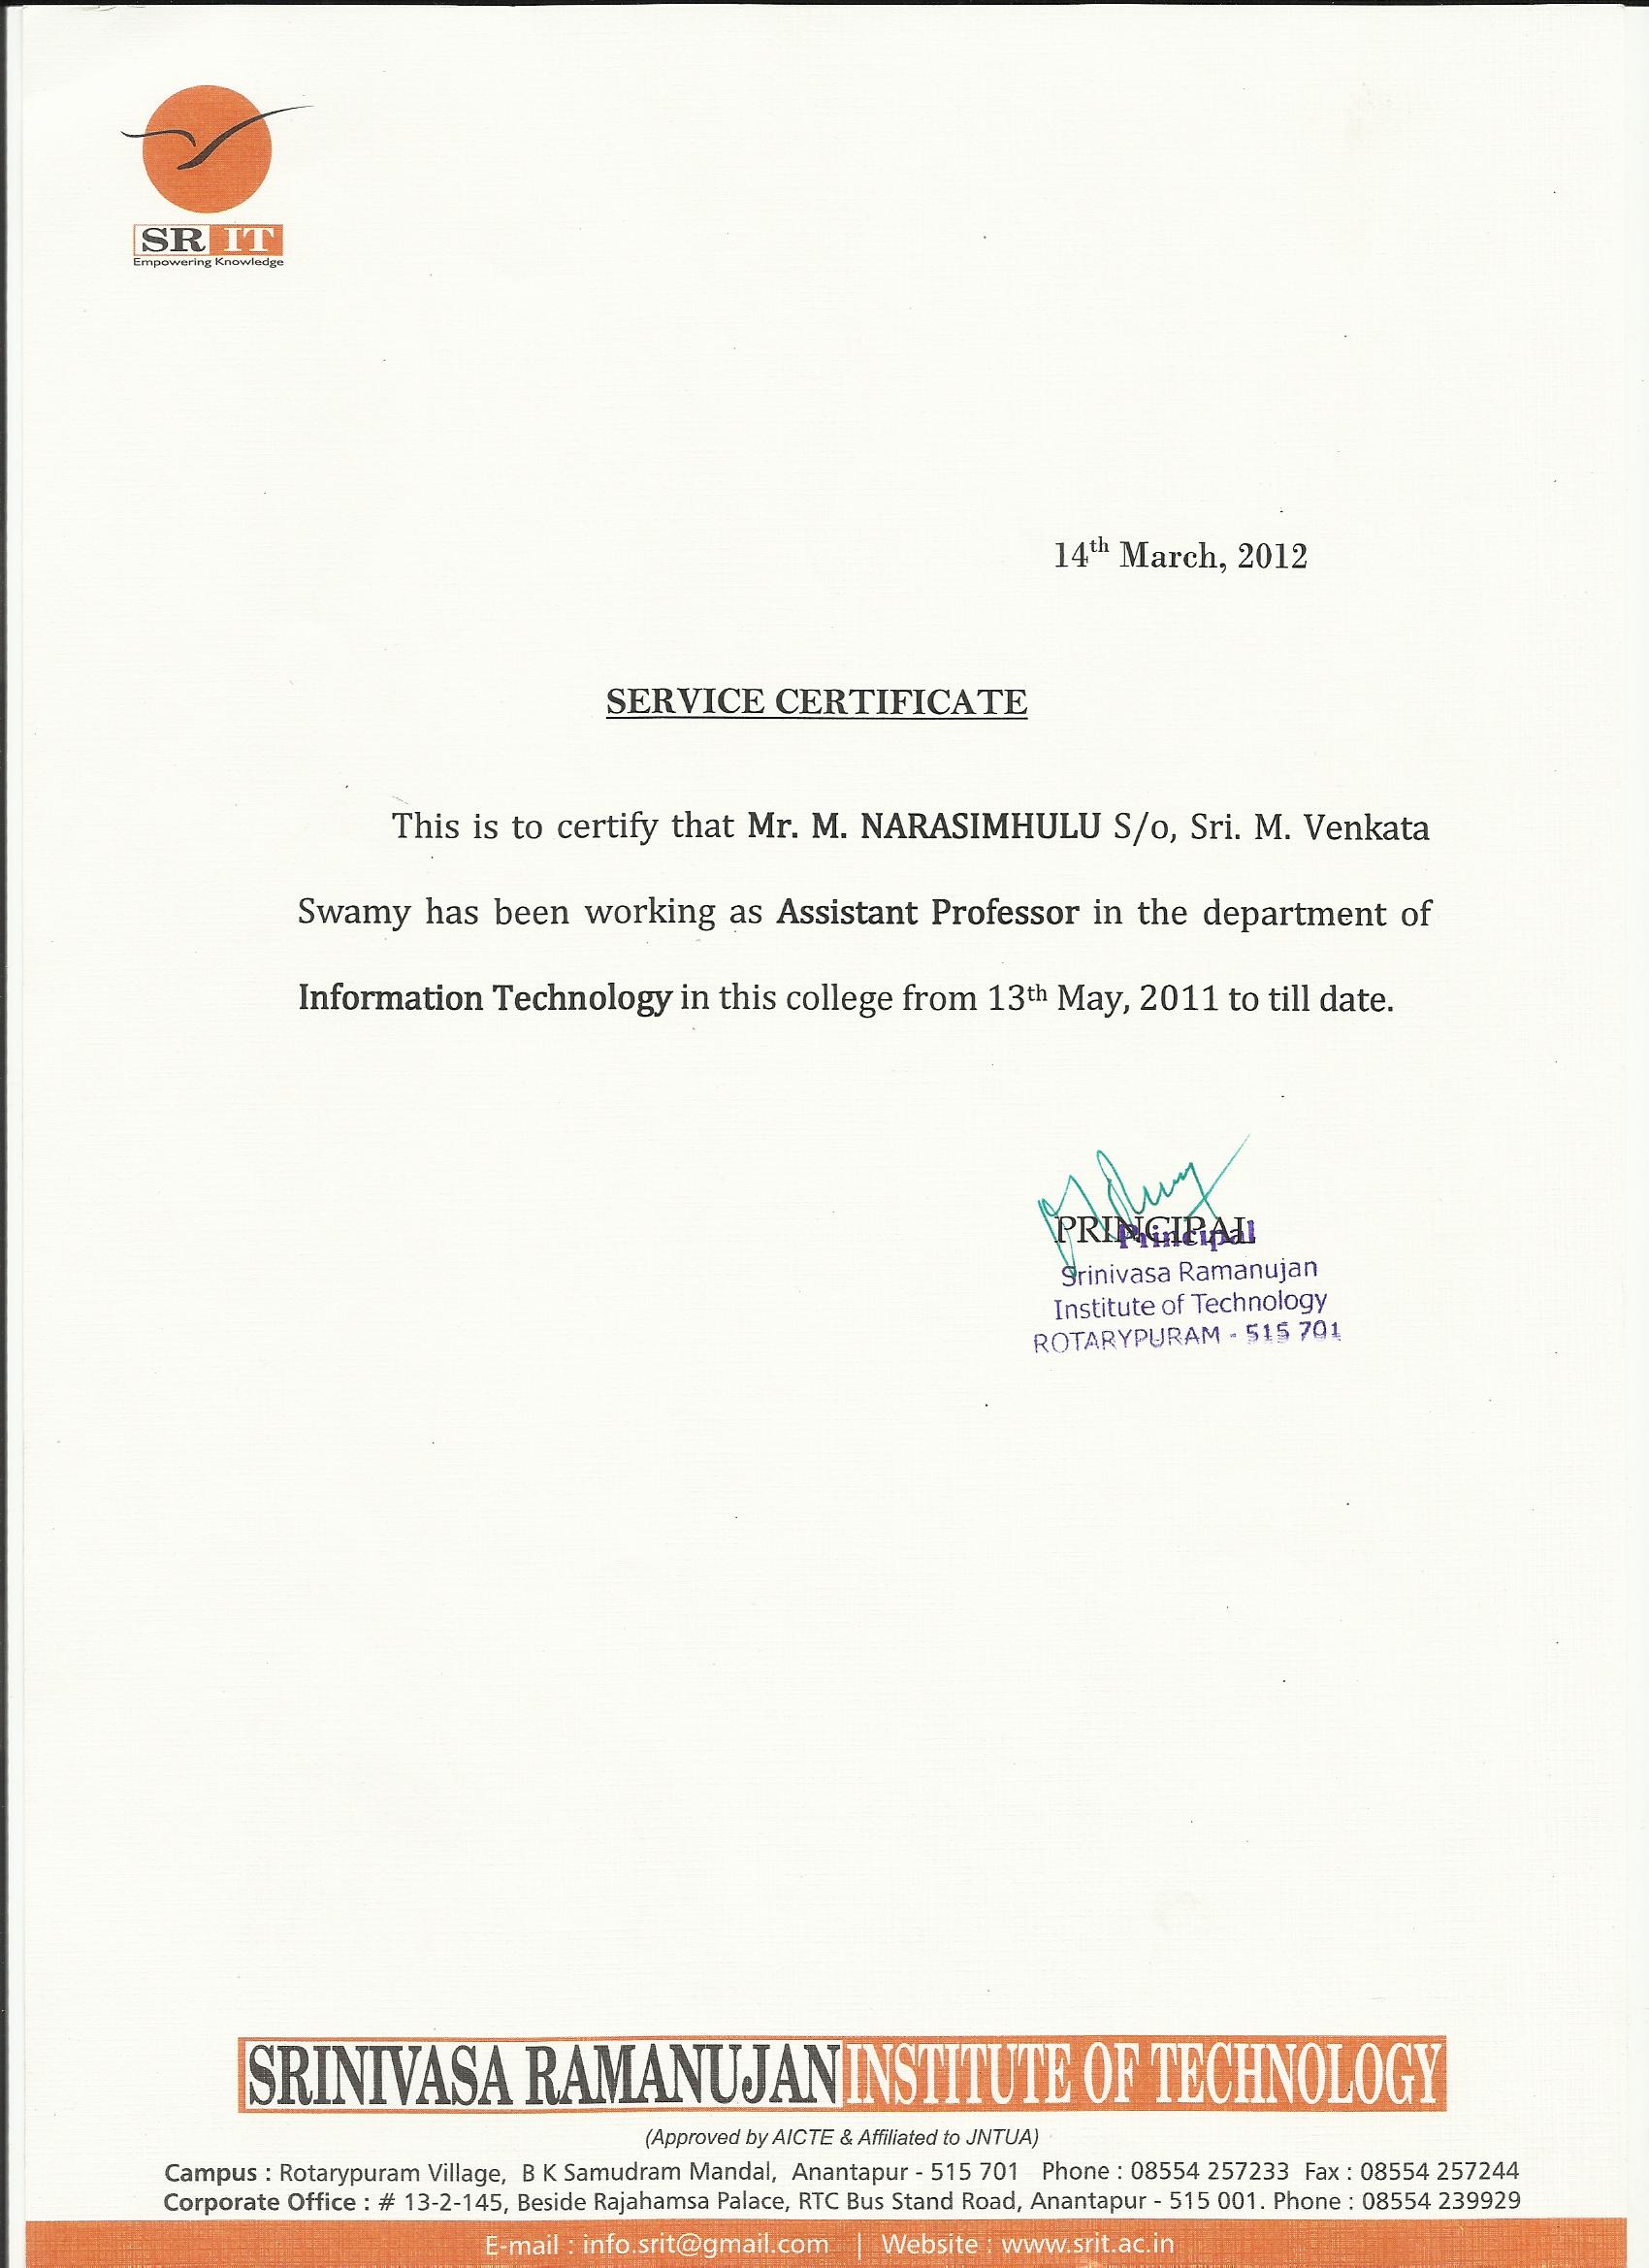 SR IT
Empowering Knowledge
14th March, 2012
SERVICE CERTIFICATE
This is to certify that Mr. M. NARASIMHULU S/o, Sri. M. Venkata
Swamy has been working as Assistant Professor in the department of
Information Technology in this college from 13th May, 2011 to till date.
PRINCIPAL
Principal
Srinivasa Ramanujan
Institute of Technology
ROTARYPURAM - 515 701
SRINIVASA RAMANUJAN INSTITUTE OF TECHNOLOGY
(Approved by AICTE & Affiliated to JNTUA)
Campus : Rotarypuram Village, B K Samudram Mandal, Anantapur - 515 701 Phone : 08554 257233 Fax : 08554 257244
Corporate Office : # 13-2-145, Beside Rajahamsa Palace, RTC Bus Stand Road, Anantapur - 515 001. Phone : 08554 239929
E-mail : info.srit@gmail.com | Website : www.srit.ac.in